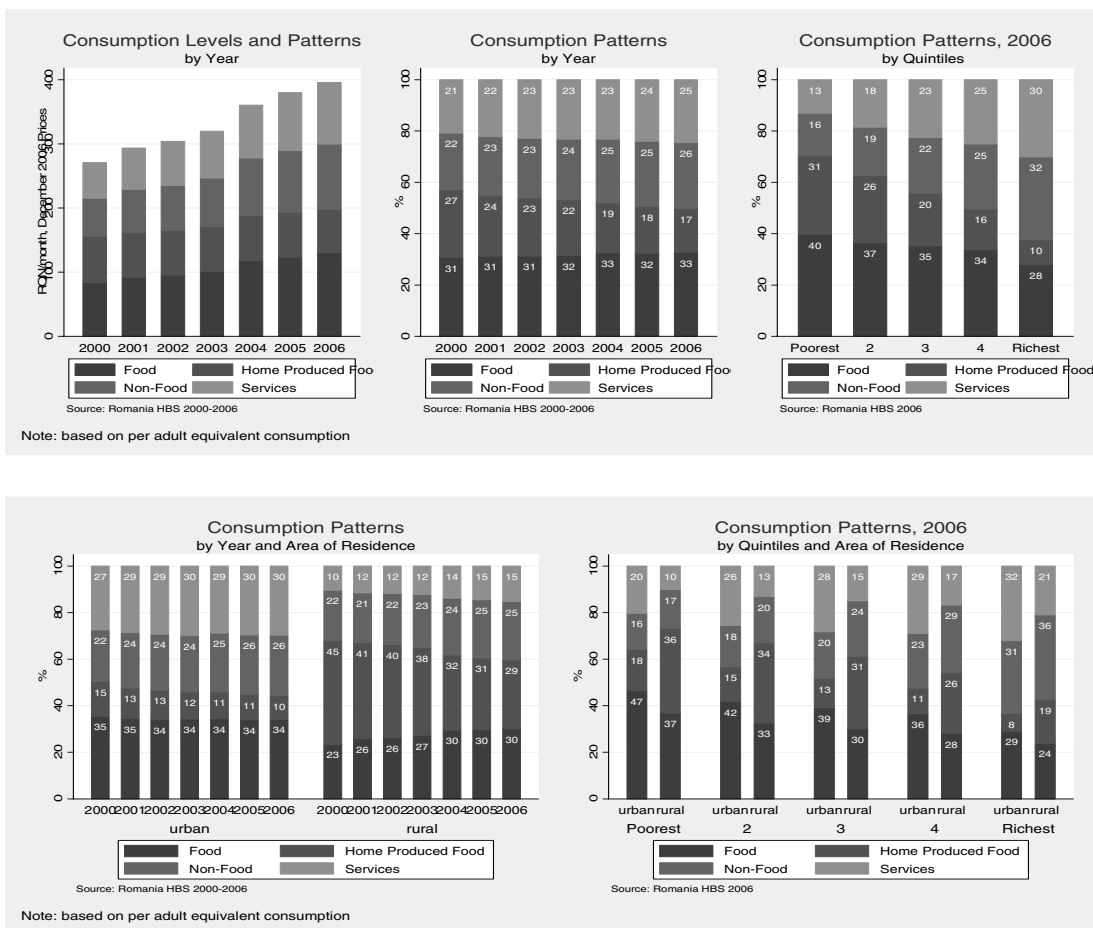 Consumption Levels and Patterns
by Year
RON/month, December 2006 Prices
0 100 200 300 400
2000 2001 2002 2003 2004 2005 2006
Food Home Produced Foo
Non-Food Services
Source: Romania HBS 2000-2006
Consumption Patterns
by Year
%
0 20 40 60 80 100
21 22 23 23 23 24 25
22 23 23 24 25 25 26
27 24 23 22 19 18 17
31 31 31 32 33 32 33
2000 2001 2002 2003 2004 2005 2006
Food Home Produced Foo
Non-Food Services
Source: Romania HBS 2000-2006
Consumption Patterns, 2006
by Quintiles
%
0 20 40 60 80 100
13 18 23 25 30
16 19 22 25 32
31 26 20 16 10
40 37 35 34 28
Poorest 2 3 4 Richest
Food Home Produced Food
Non-Food Services
Source: Romania HBS 2006
Note: based on per adult equivalent consumption
Consumption Patterns
by Year and Area of Residence
%
0 20 40 60 80 100
27 29 29 30 29 30 30 10 12 12 12 14 15 15
22 24 24 24 25 26 26 22 21 22 23 24 25 25
15 13 13 12 11 11 10 45 41 40 38 32 31 29
35 35 34 34 34 34 34 23 26 26 27 30 30 30
2000 2001 2002 2003 2004 2005 2006 2000 2001 2002 2003 2004 2005 2006
urban rural
Food Home Produced Food
Non-Food Services
Source: Romania HBS 2000-2006
Consumption Patterns, 2006
by Quintiles and Area of Residence
%
0 20 40 60 80 100
20 10 26 13 28 15 29 17 32 21
16 17 18 20 20 24 23 29 31 36
18 36 15 34 13 31 11 26 8 19
47 37 42 33 39 30 36 28 29 24
urban rural urban rural urban rural urban rural urban rural
Poorest 2 3 4 Richest
Food Home Produced Food
Non-Food Services
Source: Romania HBS 2006
Note: based on per adult equivalent consumption